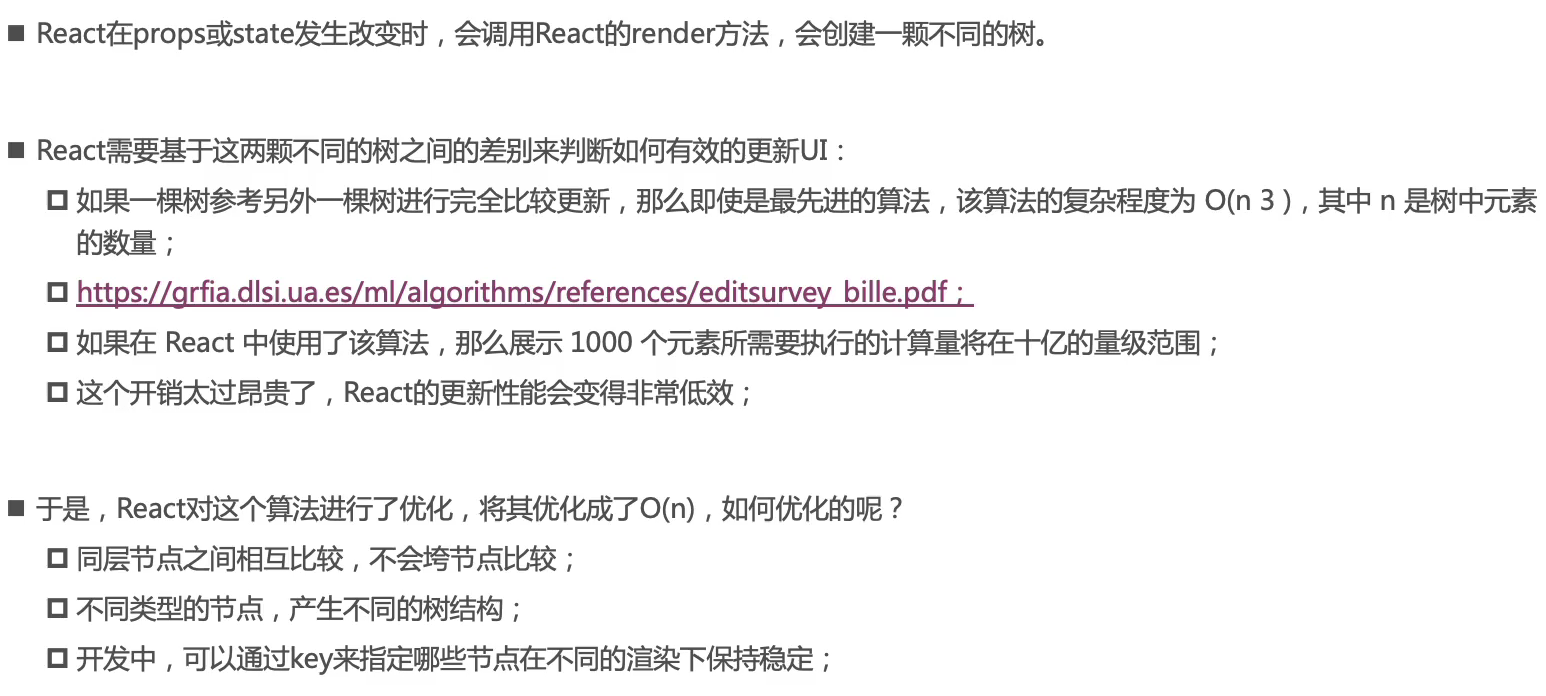 React在props或state发生改变时，会调用React的render方法，会创建一颗不同的树。
React需要基于这两颗不同的树之间的差别来判断如何有效的更新UI：
如果一棵树参考另外一棵树进行完全比较更新，那么即使是最先进的算法，该算法的复杂程度为 O(n 3 )，其中 n 是树中元素
的数量；
https://grfia.dlsi.ua.es/ml/algorithms/references/editsurvey_bille.pdf；
如果在 React 中使用了该算法，那么展示 1000 个元素所需要执行的计算量将在十亿的量级范围；
这个开销太过昂贵了，React的更新性能会变得非常低效；
于是，React对这个算法进行了优化，将其优化成了O(n)，如何优化的呢？
同层节点之间相互比较，不会垮节点比较；
不同类型的节点，产生不同的树结构；
开发中，可以通过key来指定哪些节点在不同的渲染下保持稳定；